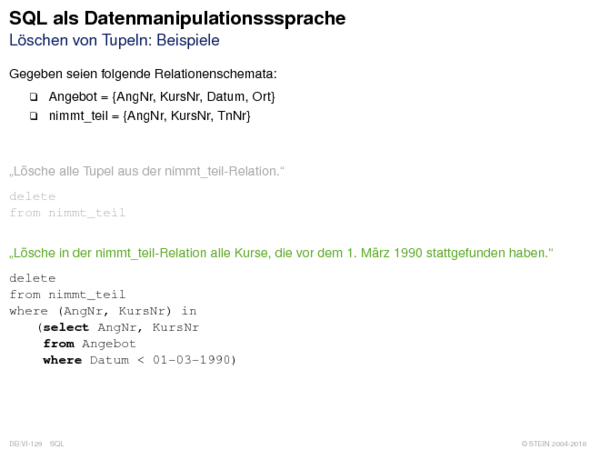 SQL als Datenmanipulationsssprache
Löschen von Tupeln: Beispiele
Gegeben seien folgende Relationenschemata:
❑ Angebot = {AngNr, KursNr, Datum, Ort}
❑ nimmt_teil = {AngNr, KursNr, TnNr}
„Lösche alle Tupel aus der nimmt_teil-Relation.“
delete
from nimmt_teil
„Lösche in der nimmt_teil-Relation alle Kurse, die vor dem 1. März 1990 stattgefunden haben.“
delete
from nimmt_teil
where (AngNr, KursNr) in
(select AngNr, KursNr
from Angebot
where Datum < 01-03-1990)
DB:VI-129 SQL © STEIN 2004-2018